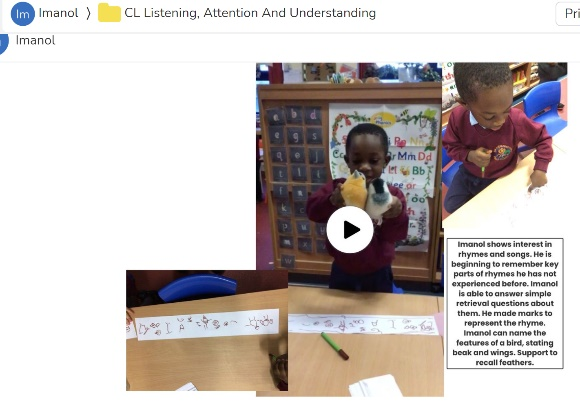 Im Imanol 〉 CL Listening, Attention And Understanding
Imanol
Imanol shows interest in
rhymes and songs. He is
beginning to remember key
parts of rhymes he has not
experienced before. Imanol
is able to answer simple
retrieval questions about
them. He made marks to
represent the rhyme.
Imanol can name the
features of a bird, stating
beak and wings. Support to
recall feathers.